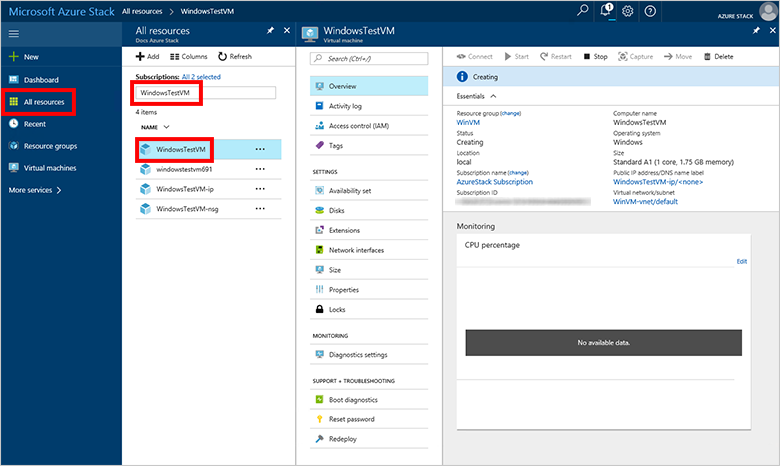 Microsoft Azure Stack All resources > WindowsTestVM
1
AZURE STACK
New
Dashboard
All resources
Recent
Resource groups
Virtual machines
More services >
All resources
Docs Azure Stack
Add Columns Refresh
Subscriptions: All 2 selected
WindowsTestVM
4 items
NAME
WindowsTestVM ...
windowstestvm691 ...
WindowsTestVM-ip ...
WindowsTestVM-nsg ...
WindowsTestVM
Virtual machine
Search (Ctrl+/)
Overview
Activity log
Access control (IAM)
Tags
SETTINGS
Availability set
Disks
Extensions
Network interfaces
Size
Properties
Locks
MONITORING
Diagnostics settings
SUPPORT + TROUBLESHOOTING
Boot diagnostics
Reset password
Redeploy
Connect Start Restart Stop Capture Move Delete
Creating
Essentials
Resource group (change)
WinVM
Status
Creating
Location
local
Subscription name (change)
AzureStack Subscription
Subscription ID
Computer name
WindowsTestVM
Operating system
Windows
Size
Standard A1 (1 core, 1.75 GB memory)
Public IP address/DNS name label
WindowsTestVM-ip/<none>
Virtual network/subnet
WinVM-vnet/default
Monitoring
CPU percentage
Edit
No available data.